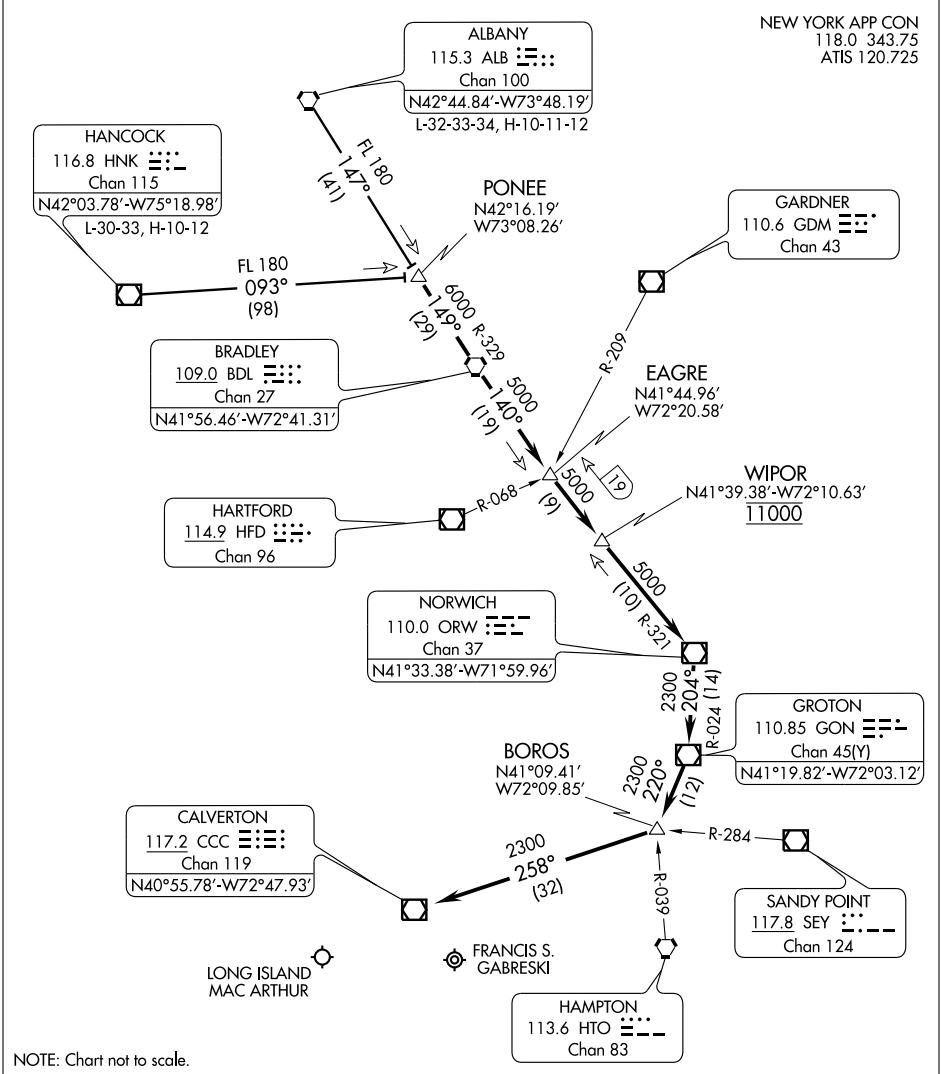 NEW YORK APP CON
118.0 343.75
ATIS 120.725
ALBANY
115.3 ALB
Chan 100
N42°44.84′-W73°48.19′
L-32-33-34, H-10-11-12
HANCOCK
116.8 HNK
Chan 115
N42°03.78′-W75°18.98′
L-30-33, H-10-12
FL 180
147°
(41)
PONEE
N42°16.19′
W73°08.26′
GARDNER
110.6 GDM
Chan 43
FL 180
093°
(98)
6000
149°
(29)
R-329
R-209
BRADLEY
109.0 BDL
Chan 27
N41°56.46′-W72°41.31′
5000
140°
(19)
EAGRE
N41°44.96′
W72°20.58′
19
5000
(9)
WIPOR
N41°39.38′-W72°10.63′
11000
HARTFORD
114.9 HFD
Chan 96
R-068
5000
(10)
R-321
NORWICH
110.0 ORW
Chan 37
N41°33.38′-W71°59.96′
2300
204°
(14)
R-024
GROTON
110.85 GON
Chan 45(Y)
N41°19.82′-W72°03.12′
BOROS
N41°09.41′
W72°09.85′
2300
220°
(12)
CALVERTON
117.2 CCC
Chan 119
N40°55.78′-W72°47.93′
2300
258°
(32)
R-284
R-039
SANDY POINT
117.8 SEY
Chan 124
LONG ISLAND
MAC ARTHUR
FRANCIS S.
GABRESKI
HAMPTON
113.6 HTO
Chan 83
NOTE: Chart not to scale.